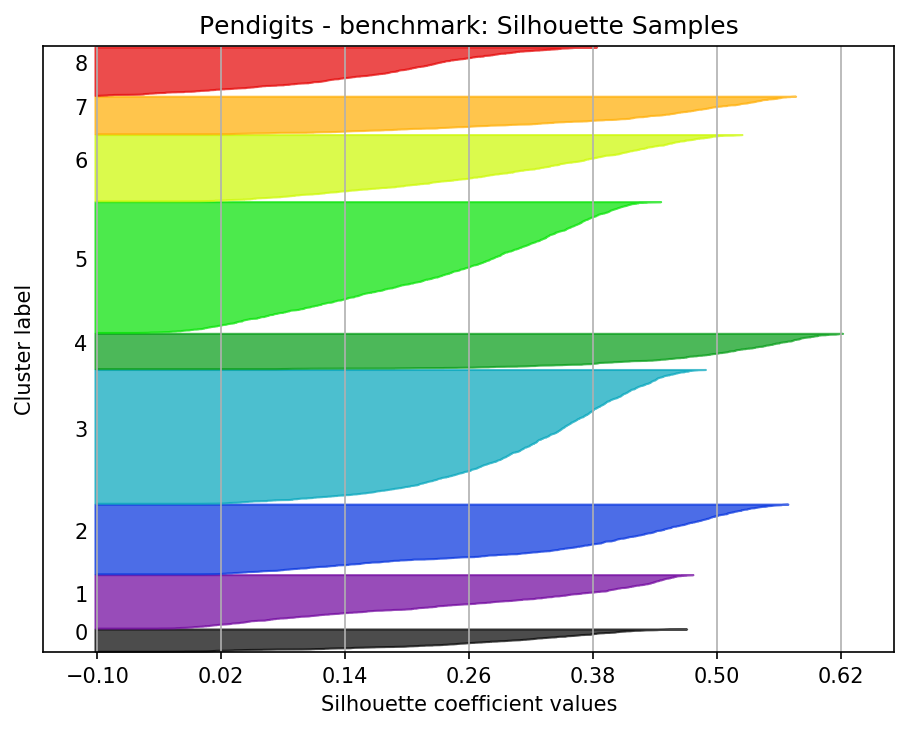 Pendigits - benchmark: Silhouette Samples
8
7
6
5
4
3
2
1
0
Cluster label
−0.10 0.02 0.14 0.26 0.38 0.50 0.62
Silhouette coefficient values